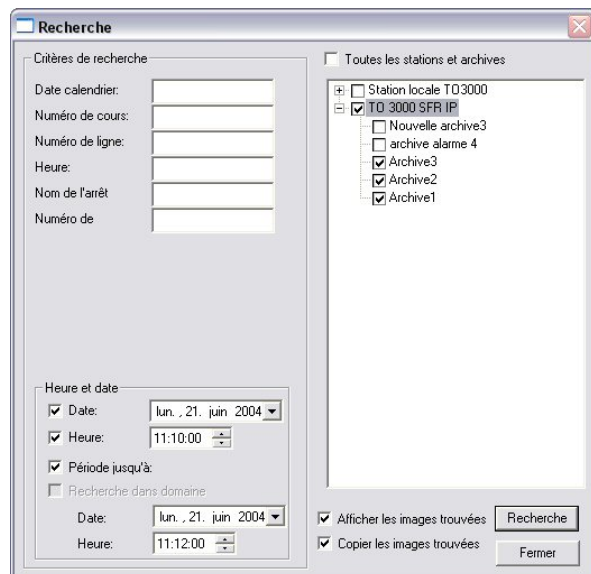 Recherche
Critères de recherche
Date calendrier:
Numéro de cours:
Numéro de ligne:
Heure:
Nom de l'arrêt
Numéro de
Heure et date
Date: lun. , 21. juin 2004
Heure: 11:10:00
Période jusqu'à:
Recherche dans domaine
Date: lun. , 21. juin 2004
Heure: 11:12:00
Toutes les stations et archives
Station locale TO3000
TO 3000 SFR IP
Nouvelle archive3
archive alarme 4
Archive3
Archive2
Archive1
Afficher les images trouvées
Recherche
Copier les images trouvées
Fermer